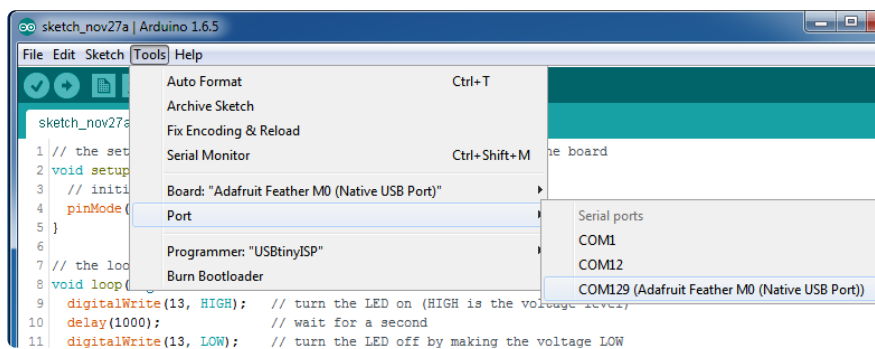 sketch_nov27a | Arduino 1.6.5
File Edit Sketch Tools Help
Auto Format Ctrl+T
Archive Sketch
sketch_nov27a
Fix Encoding & Reload
Serial Monitor Ctrl+Shift+M
Board: "Adafruit Feather M0 (Native USB Port)"
Port
Programmer: "USBtinyISP"
Burn Bootloader
Serial ports
COM1
COM12
COM129 (Adafruit Feather M0 (Native USB Port))
1 // the set he board
2 void setup
3 // initi
4 pinMode(
5 }
6
7 // the loo
8 void loop(
9 digitalWrite(13, HIGH); // turn the LED on (HIGH is the voltage level)
10 delay(1000); // wait for a second
11 digitalWrite(13, LOW); // turn the LED off by making the voltage LOW